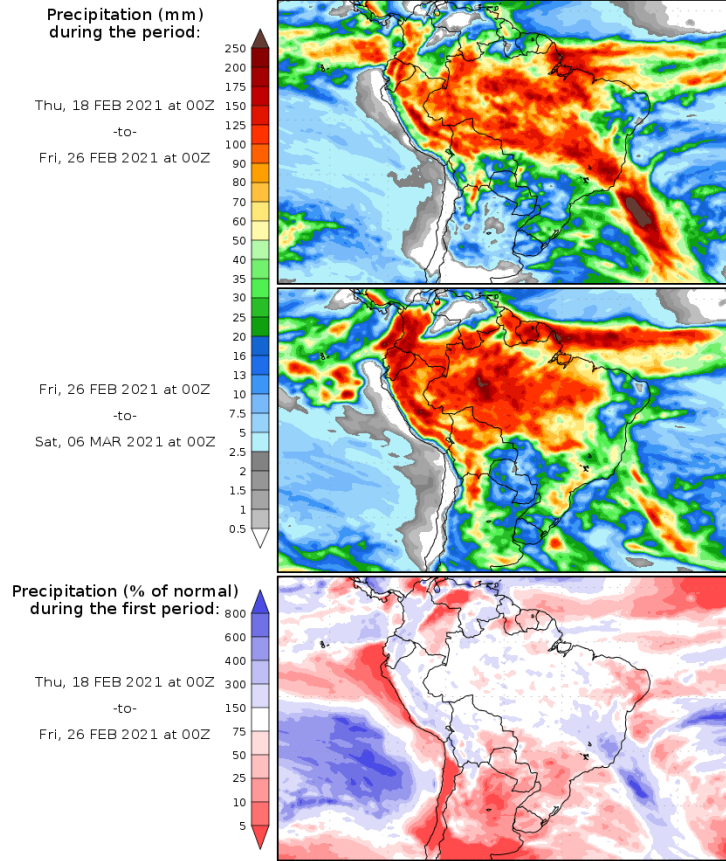 Precipitation (mm)
during the period:
Thu, 18 FEB 2021 at 00Z
-to-
Fri, 26 FEB 2021 at 00Z
250
200
175
150
125
100
90
80
70
60
50
40
35
30
25
20
16
13
10
7.5
5
2.5
2
1.5
1
0.5
Fri, 26 FEB 2021 at 00Z
-to-
Sat, 06 MAR 2021 at 00Z
Precipitation (% of normal)
during the first period:
Thu, 18 FEB 2021 at 00Z
-to-
Fri, 26 FEB 2021 at 00Z
800
600
400
300
150
75
50
25
10
5